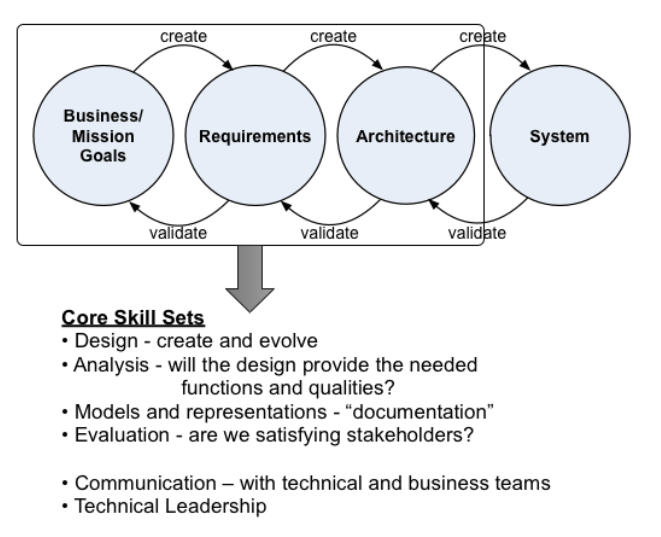 create
create
create
Business/
Mission
Goals
Requirements
Architecture
System
validate
validate
validate
Core Skill Sets
• Design - create and evolve
• Analysis - will the design provide the needed
functions and qualities?
• Models and representations - “documentation”
• Evaluation - are we satisfying stakeholders?
• Communication – with technical and business teams
• Technical Leadership